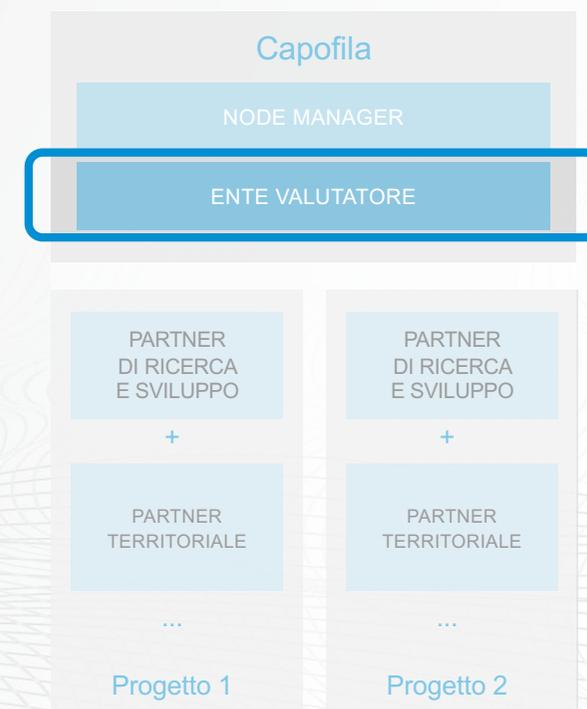 Capofila
NODE MANAGER
ENTE VALUTATORE
PARTNER
DI RICERCA
E SVILUPPO
+
PARTNER
TERRITORIALE
...
Progetto 1
PARTNER
DI RICERCA
E SVILUPPO
+
PARTNER
TERRITORIALE
...
Progetto 2